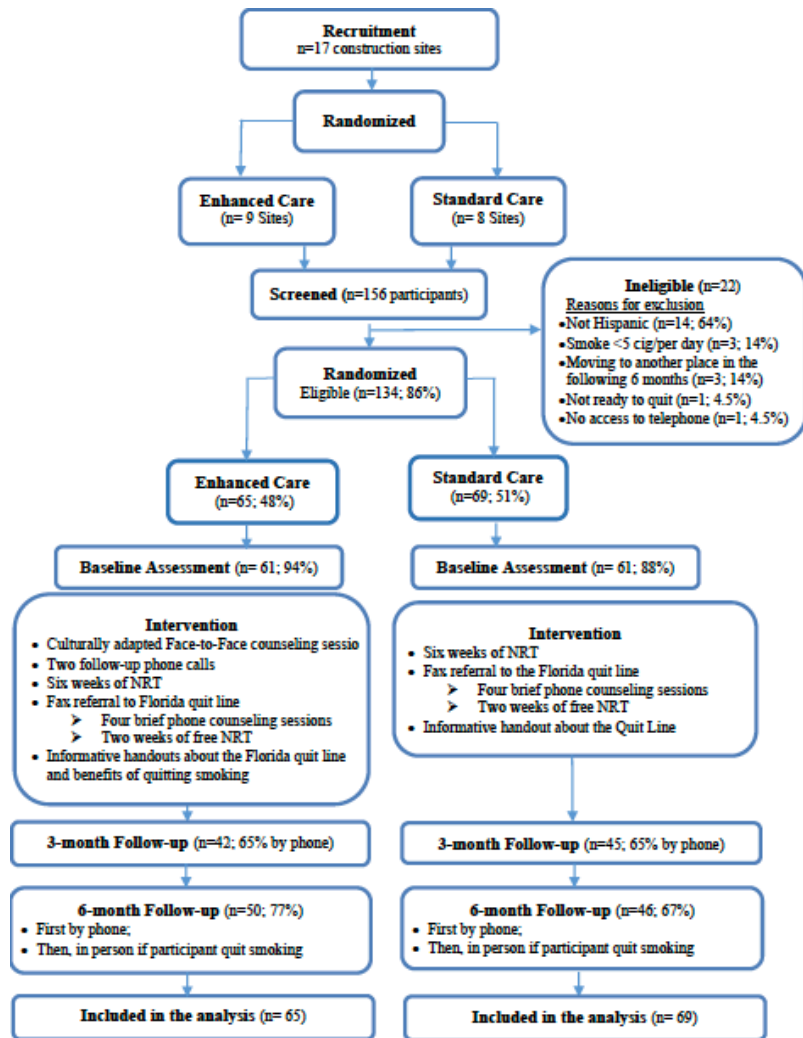 Recruitment
n=17 construction sites
Randomized
Enhanced Care
(n= 9 Sites)
Standard Care
(n= 8 Sites)
Screened (n=156 participants)
Ineligible (n=22)
Reasons for exclusion
•Not Hispanic (n=14; 64%)
•Smoke <5 cig/per day (n=3; 14%)
•Moving to another place in the
following 6 months (n=3; 14%)
•Not ready to quit (n=1; 4.5%)
•No access to telephone (n=1; 4.5%)
Randomized
Eligible (n=134; 86%)
Enhanced Care
(n=65; 48%)
Standard Care
(n=69; 51%)
Baseline Assessment (n= 61; 94%)
Baseline Assessment (n= 61; 88%)
Intervention
• Culturally adapted Face-to-Face counseling sessio
• Two follow-up phone calls
• Six weeks of NRT
• Fax referral to Florida quit line
➤ Four brief phone counseling sessions
➤ Two weeks of free NRT
• Informative handouts about the Florida quit line
and benefits of quitting smoking
Intervention
• Six weeks of NRT
• Fax referral to the Florida quit line
➤ Four brief phone counseling sessions
➤ Two weeks of free NRT
• Informative handout about the Quit Line
3-month Follow-up (n=42; 65% by phone)
3-month Follow-up (n=45; 65% by phone)
6-month Follow-up (n=50; 77%)
• First by phone;
• Then, in person if participant quit smoking
6-month Follow-up (n=46; 67%)
• First by phone;
• Then, in person if participant quit smoking
Included in the analysis (n= 65)
Included in the analysis (n= 69)